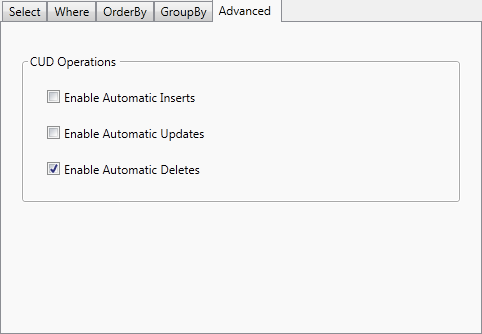 Select Where OrderBy GroupBy Advanced
CUD Operations
Enable Automatic Inserts
Enable Automatic Updates
Enable Automatic Deletes